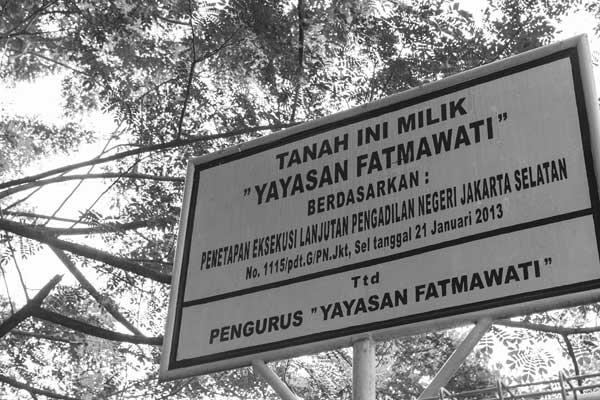 TANAH INI MILIK
"YAYASAN FATMAWATI"
BERDASARKAN :
PENETAPAN EKSEKUSI LANJUTAN PENGADILAN NEGERI JAKARTA SELATAN
No. 1115/pdt.G/PN.Jkt, Sel tanggal 21 Januari 2013
Ttd
PENGURUS "YAYASAN FATMAWATI"